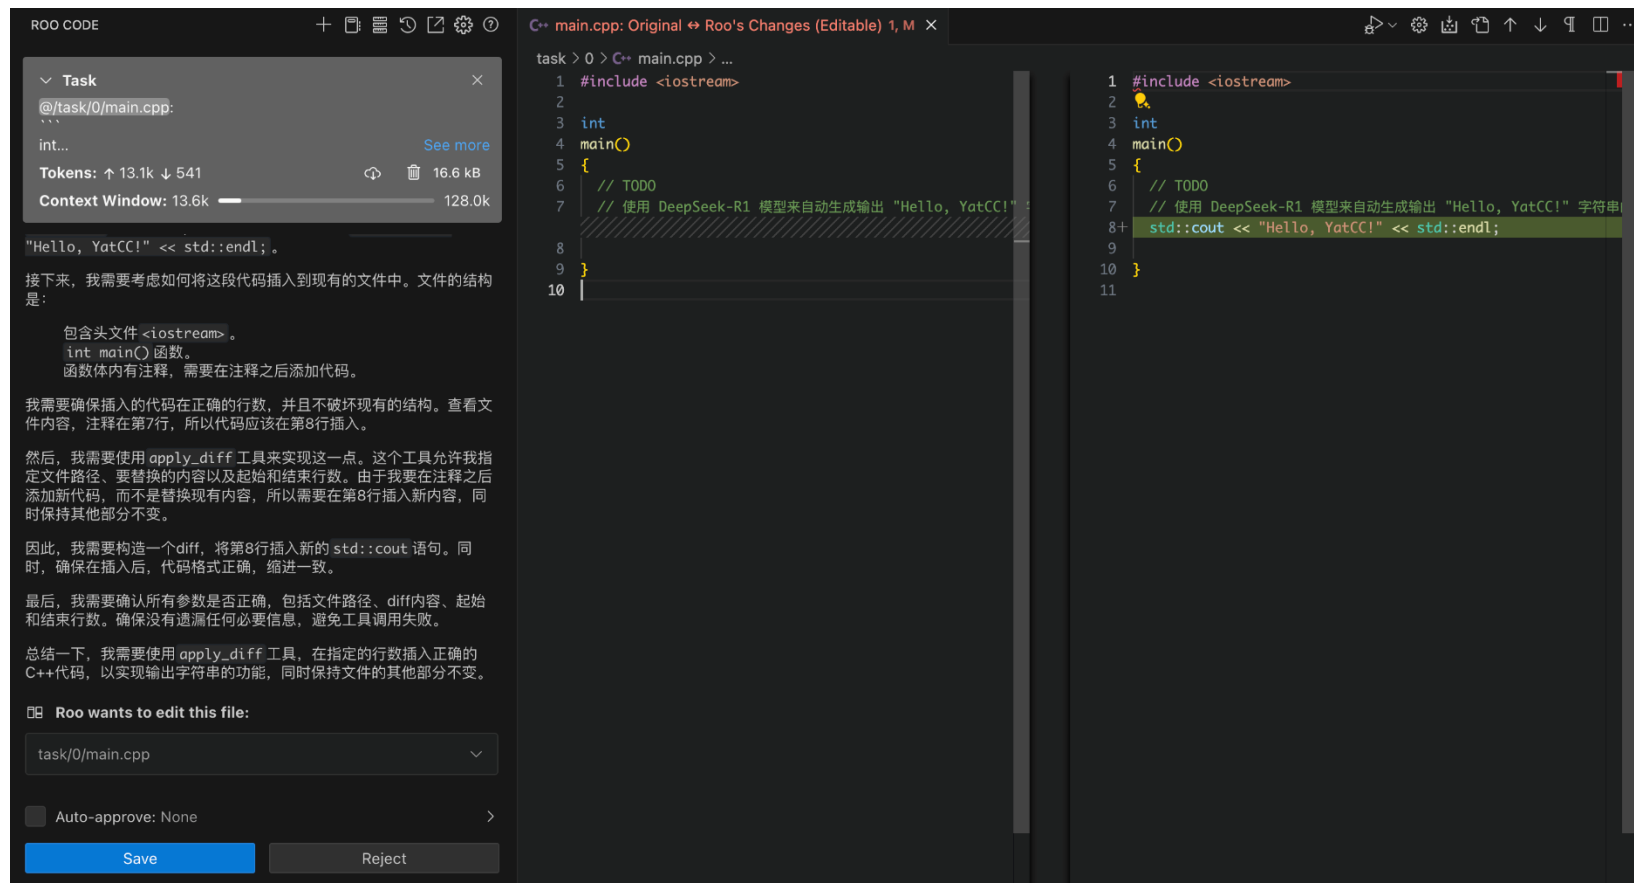 ROO CODE
Task
@/task/0/main.cpp:
```
int...
See more
Tokens: ↑ 13.1k ↓ 541
16.6 kB
Context Window: 13.6k
128.0k
"Hello, YatCC!" << std::endl; 。
接下来，我需要考虑如何将这段代码插入到现有的文件中。文件的结构
是：
包含头文件 <iostream> 。
int main() 函数。
函数体内有注释，需要在注释之后添加代码。
我需要确保插入的代码在正确的行数，并且不破坏现有的结构。查看文
件内容，注释在第7行，所以代码应该在第8行插入。
然后，我需要使用 apply_diff 工具来实现这一点。这个工具允许我指
定文件路径、要替换的内容以及起始和结束行数。由于我要在注释之后
添加新代码，而不是替换现有内容，所以需要在第8行插入新内容，同
时保持其他部分不变。
因此，我需要构造一个diff，将第8行插入新的 std::cout 语句。同
时，确保在插入后，代码格式正确，缩进一致。
最后，我需要确认所有参数是否正确，包括文件路径、diff内容、起始
和结束行数。确保没有遗漏任何必要信息，避免工具调用失败。
总结一下，我需要使用 apply_diff 工具，在指定的行数插入正确的
C++代码，以实现输出字符串的功能，同时保持文件的其他部分不变。
Roo wants to edit this file:
task/0/main.cpp
Auto-approve: None
Save
Reject
C++ main.cpp: Original ↔ Roo's Changes (Editable) 1, M
task > 0 > C++ main.cpp > ...
1 #include <iostream>
2
3 int
4 main()
5 {
6 // TODO
7 // 使用 DeepSeek-R1 模型来自动生成输出 "Hello, YatCC!"
8
9 }
10
1 #include <iostream>
2
3 int
4 main()
5 {
6 // TODO
7 // 使用 DeepSeek-R1 模型来自动生成输出 "Hello, YatCC!" 字符串
8+ std::cout << "Hello, YatCC!" << std::endl;
9
10 }
11